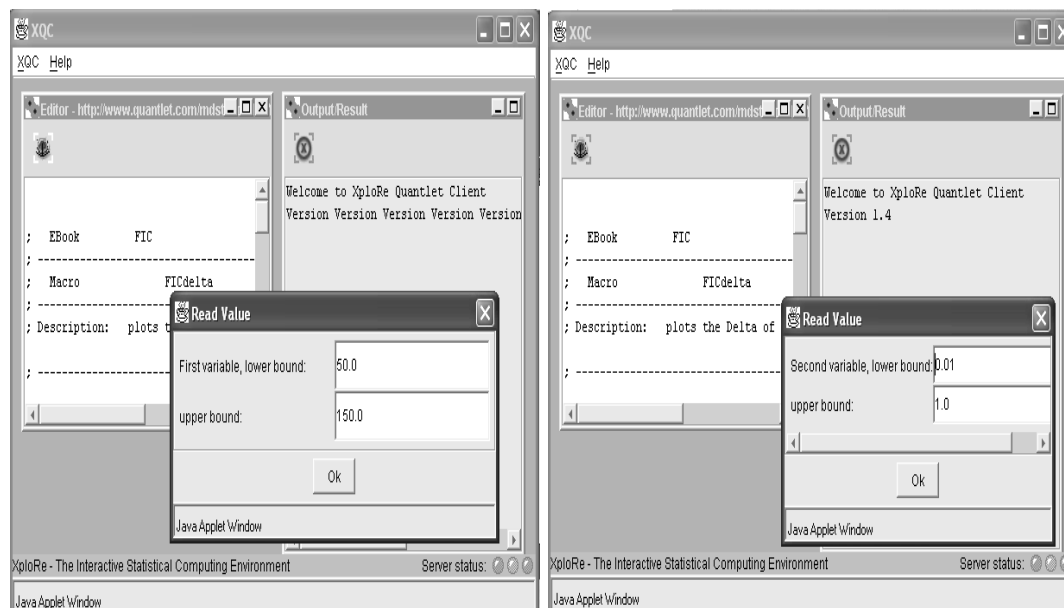 XQC
XQC Help
Editor - http://www.quantlet.com/mdst
Output/Result
Welcome to XploRe Quantlet Client
Version Version Version Version Version
; EBook FIC
; ------------------------------------
; Macro FICdelta
; ------------------------------------
; Description: plots t
; ------------------
Read Value
First variable, lower bound: 50.0
upper bound: 150.0
Ok
Java Applet Window
XploRe - The Interactive Statistical Computing Environment Server status:
Java Applet Window
XQC
XQC Help
Editor - http://www.quantlet.com/mdst
Output/Result
Welcome to XploRe Quantlet Client
Version 1.4
; EBook FIC
; ------------------------------------
; Macro FICdelta
; ------------------------------------
; Description: plots the Delta of
; ------------------------------------
Read Value
Second variable, lower bound: 0.01
upper bound: 1.0
Ok
Java Applet Window
XploRe - The Interactive Statistical Computing Environment Server status:
Java Applet Window